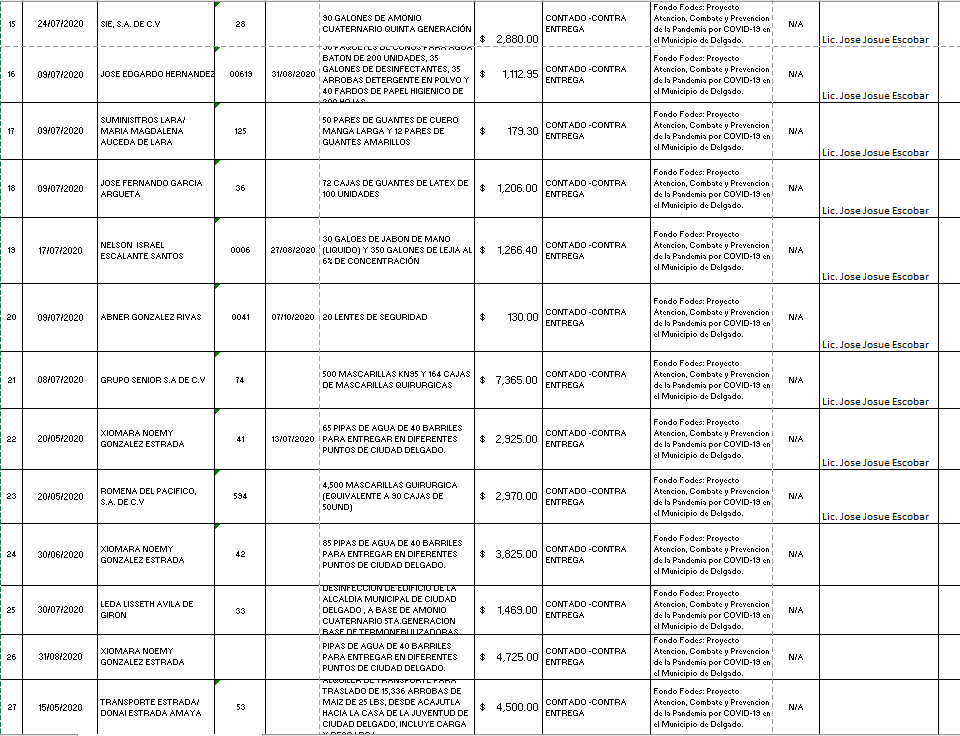 15 24/07/2020 SIE, S.A. DE C.V 28 90 GALONES DE AMONIO CUATERNARIO QUINTA GENERACIÓN $ 2,880.00 CONTADO -CONTRA ENTREGA Fondo Fodes: Proyecto Atencion, Combate y Prevencion de la Pandemia por COVID-19 en el Municipio de Delgado. N/A Lic. Jose Josue Escobar
16 09/07/2020 JOSE EDGARDO HERNANDEZ 00619 31/08/2020 30 PAQUETES DE CONOS PARA AGUA BATON DE 200 UNIDADES, 35 GALONES DE DESINFECTANTES, 35 ARROBAS DETERGENTE EN POLVO Y 40 FARDOS DE PAPEL HIGIENICO DE 200 HOJAS $ 1,112.95 CONTADO -CONTRA ENTREGA Fondo Fodes: Proyecto Atencion, Combate y Prevencion de la Pandemia por COVID-19 en el Municipio de Delgado. N/A Lic. Jose Josue Escobar
17 09/07/2020 SUMINISITROS LARA/ MARIA MAGDALENA AUCEDA DE LARA 125 50 PARES DE GUANTES DE CUERO MANGA LARGA Y 12 PARES DE GUANTES AMARILLOS $ 179.30 CONTADO -CONTRA ENTREGA Fondo Fodes: Proyecto Atencion, Combate y Prevencion de la Pandemia por COVID-19 en el Municipio de Delgado. N/A Lic. Jose Josue Escobar
18 09/07/2020 JOSE FERNANDO GARCIA ARGUETA 36 72 CAJAS DE GUANTES DE LATEX DE 100 UNIDADES $ 1,206.00 CONTADO -CONTRA ENTREGA Fondo Fodes: Proyecto Atencion, Combate y Prevencion de la Pandemia por COVID-19 en el Municipio de Delgado. N/A Lic. Jose Josue Escobar
19 17/07/2020 NELSON ISRAEL ESCALANTE SANTOS 0006 27/08/2020 30 GALOES DE JABON DE MANO (LIQUIDO) Y 350 GALONES DE LEJIA AL 6% DE CONCENTRACIÓN $ 1,266.40 CONTADO -CONTRA ENTREGA Fondo Fodes: Proyecto Atencion, Combate y Prevencion de la Pandemia por COVID-19 en el Municipio de Delgado. N/A Lic. Jose Josue Escobar
20 09/07/2020 ABNER GONZALEZ RIVAS 0041 07/10/2020 20 LENTES DE SEGURIDAD $ 130.00 CONTADO -CONTRA ENTREGA Fondo Fodes: Proyecto Atencion, Combate y Prevencion de la Pandemia por COVID-19 en el Municipio de Delgado. N/A Lic. Jose Josue Escobar
21 08/07/2020 GRUPO SENIOR S.A DE C.V 74 500 MASCARILLAS KN95 Y 164 CAJAS DE MASCARILLAS QUIRURGICAS $ 7,365.00 CONTADO -CONTRA ENTREGA Fondo Fodes: Proyecto Atencion, Combate y Prevencion de la Pandemia por COVID-19 en el Municipio de Delgado. N/A Lic. Jose Josue Escobar
22 20/05/2020 XIOMARA NOEMY GONZALEZ ESTRADA 41 13/07/2020 65 PIPAS DE AGUA DE 40 BARRILES PARA ENTREGAR EN DIFERENTES PUNTOS DE CIUDAD DELGADO. $ 2,925.00 CONTADO -CONTRA ENTREGA Fondo Fodes: Proyecto Atencion, Combate y Prevencion de la Pandemia por COVID-19 en el Municipio de Delgado. N/A Lic. Jose Josue Escobar
23 20/05/2020 ROMENA DEL PACIFICO, S.A. DE C.V 594 4,500 MASCARILLAS GUIRURGICA (EQUIVALENTE A 90 CAJAS DE 50UND) $ 2,970.00 CONTADO -CONTRA ENTREGA Fondo Fodes: Proyecto Atencion, Combate y Prevencion de la Pandemia por COVID-19 en el Municipio de Delgado. N/A Lic. Jose Josue Escobar
24 30/06/2020 XIOMARA NOEMY GONZALEZ ESTRADA 42 85 PIPAS DE AGUA DE 40 BARRILES PARA ENTREGAR EN DIFERENTES PUNTOS DE CIUDAD DELGADO. $ 3,825.00 CONTADO -CONTRA ENTREGA Fondo Fodes: Proyecto Atencion, Combate y Prevencion de la Pandemia por COVID-19 en el Municipio de Delgado. N/A
25 30/07/2020 LEDA LISSETH AVILA DE GIRON 33 DESINFECCION DE EDIFICIO DE LA ALCALDIA MUNICIPAL DE CIUDAD DELGADO , A BASE DE AMONIO CUATERNARIO 5TA.GENERACION BASE DE TERMONEBULIZADORAS $ 1,469.00 CONTADO -CONTRA ENTREGA Fondo Fodes: Proyecto Atencion, Combate y Prevencion de la Pandemia por COVID-19 en el Municipio de Delgado. N/A
26 31/08/2020 XIOMARA NOEMY GONZALEZ ESTRADA PIPAS DE AGUA DE 40 BARRILES PARA ENTREGAR EN DIFERENTES PUNTOS DE CIUDAD DELGADO. $ 4,725.00 CONTADO -CONTRA ENTREGA Fondo Fodes: Proyecto Atencion, Combate y Prevencion de la Pandemia por COVID-19 en el Municipio de Delgado. N/A
27 15/05/2020 TRANSPORTE ESTRADA/ DONAI ESTRADA AMAYA 53 ALQUILER DE TRANSPORTE PARA TRASLADO DE 15,336 ARROBAS DE MAIZ DE 25 LBS, DESDE ACAJUTLA HACIA LA CASA DE LA JUVENTUD DE CIUDAD DELGADO, INCLUYE CARGA $ 4,500.00 CONTADO -CONTRA ENTREGA Fondo Fodes: Proyecto Atencion, Combate y Prevencion de la Pandemia por COVID-19 en el Municipio de Delgado. N/A